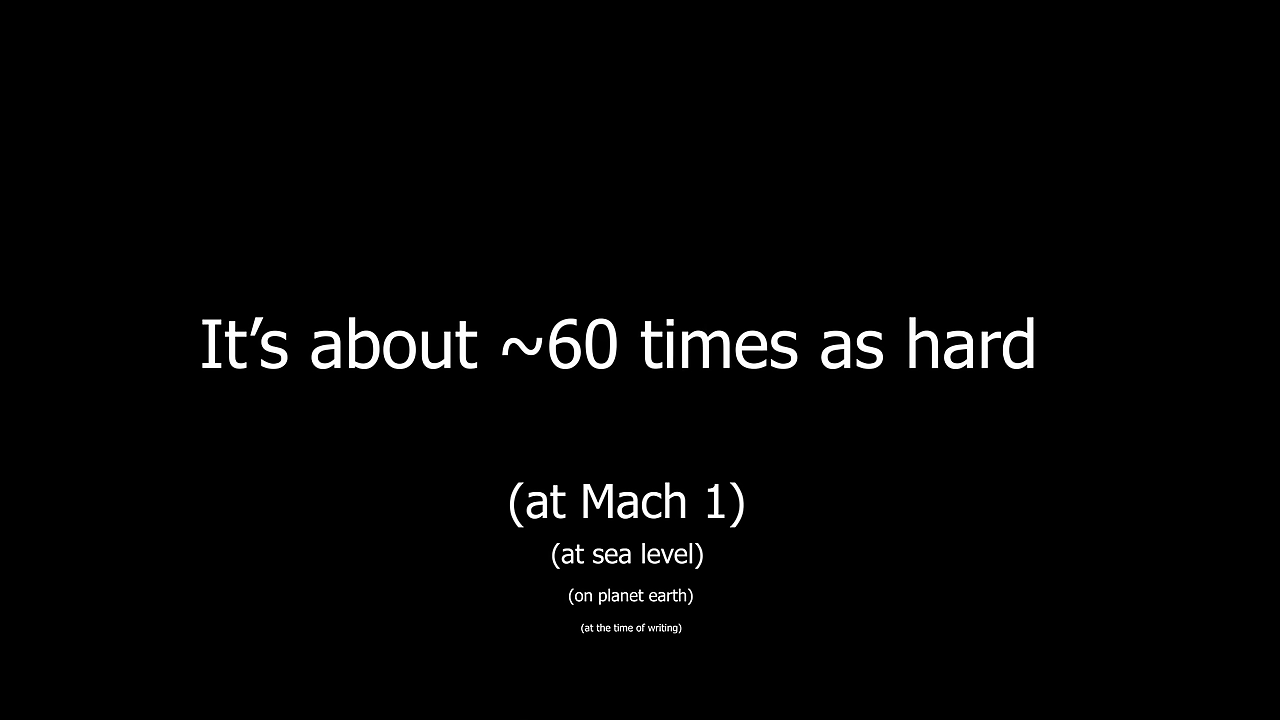 It’s about ~60 times as hard
(at Mach 1)
(at sea level)
(on planet earth)
(at the time of writing)